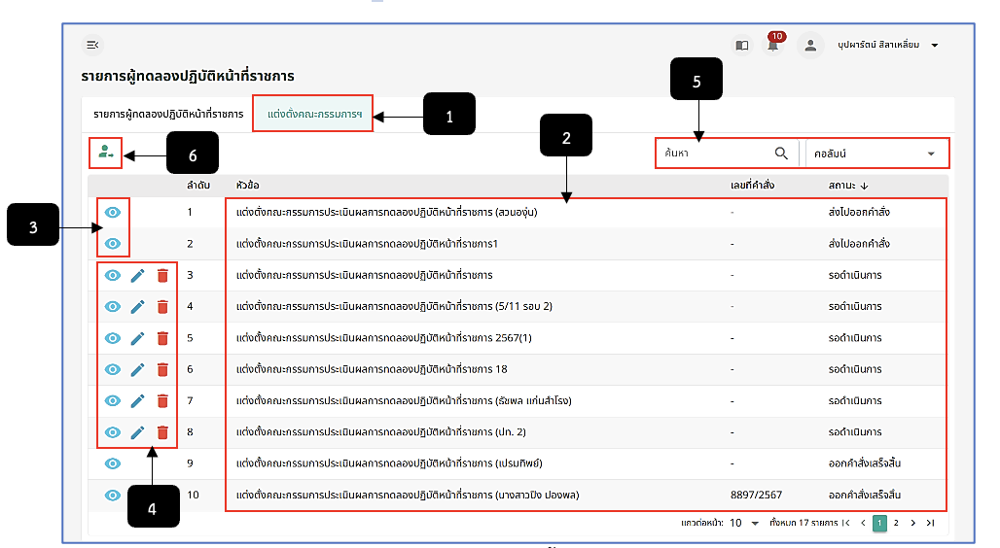 10
บุปผารัตน์ ลีลาเหลี่ยม
รายการผู้ทดลองปฏิบัติหน้าที่ราชการ
5
รายการผู้ทดลองปฏิบัติหน้าที่ราชการ แต่งตั้งคณะกรรมการฯ
1
2
6
ค้นหา คอลัมน์
ลำดับ หัวข้อ เลขที่คำสั่ง สถานะ ↓
3
1 แต่งตั้งคณะกรรมการประเมินผลการทดลองปฏิบัติหน้าที่ราชการ (สวนองุ่น) - ส่งไปออกคำสั่ง
2 แต่งตั้งคณะกรรมการประเมินผลการทดลองปฏิบัติหน้าที่ราชการ1 - ส่งไปออกคำสั่ง
3 แต่งตั้งคณะกรรมการประเมินผลการทดลองปฏิบัติหน้าที่ราชการ - รอดำเนินการ
4 แต่งตั้งคณะกรรมการประเมินผลการทดลองปฏิบัติหน้าที่ราชการ (5/11 รอบ 2) - รอดำเนินการ
5 แต่งตั้งคณะกรรมการประเมินผลการทดลองปฏิบัติหน้าที่ราชการ 2567(1) - รอดำเนินการ
6 แต่งตั้งคณะกรรมการประเมินผลการทดลองปฏิบัติหน้าที่ราชการ 18 - รอดำเนินการ
7 แต่งตั้งคณะกรรมการประเมินผลการทดลองปฏิบัติหน้าที่ราชการ (ธัชพล แก่นสำโรง) - รอดำเนินการ
8 แต่งตั้งคณะกรรมการประเมินผลการทดลองปฏิบัติหน้าที่ราชการ (ปท. 2) - รอดำเนินการ
9 แต่งตั้งคณะกรรมการประเมินผลการทดลองปฏิบัติหน้าที่ราชการ (เปรมทิพย์) - ออกคำสั่งเสร็จสิ้น
10 แต่งตั้งคณะกรรมการประเมินผลการทดลองปฏิบัติหน้าที่ราชการ (นางสาวปิง ปองพล) 8897/2567 ออกคำสั่งเสร็จสิ้น
4
แถวต่อหน้า: 10 ทั้งหมด 17 รายการ 1 2